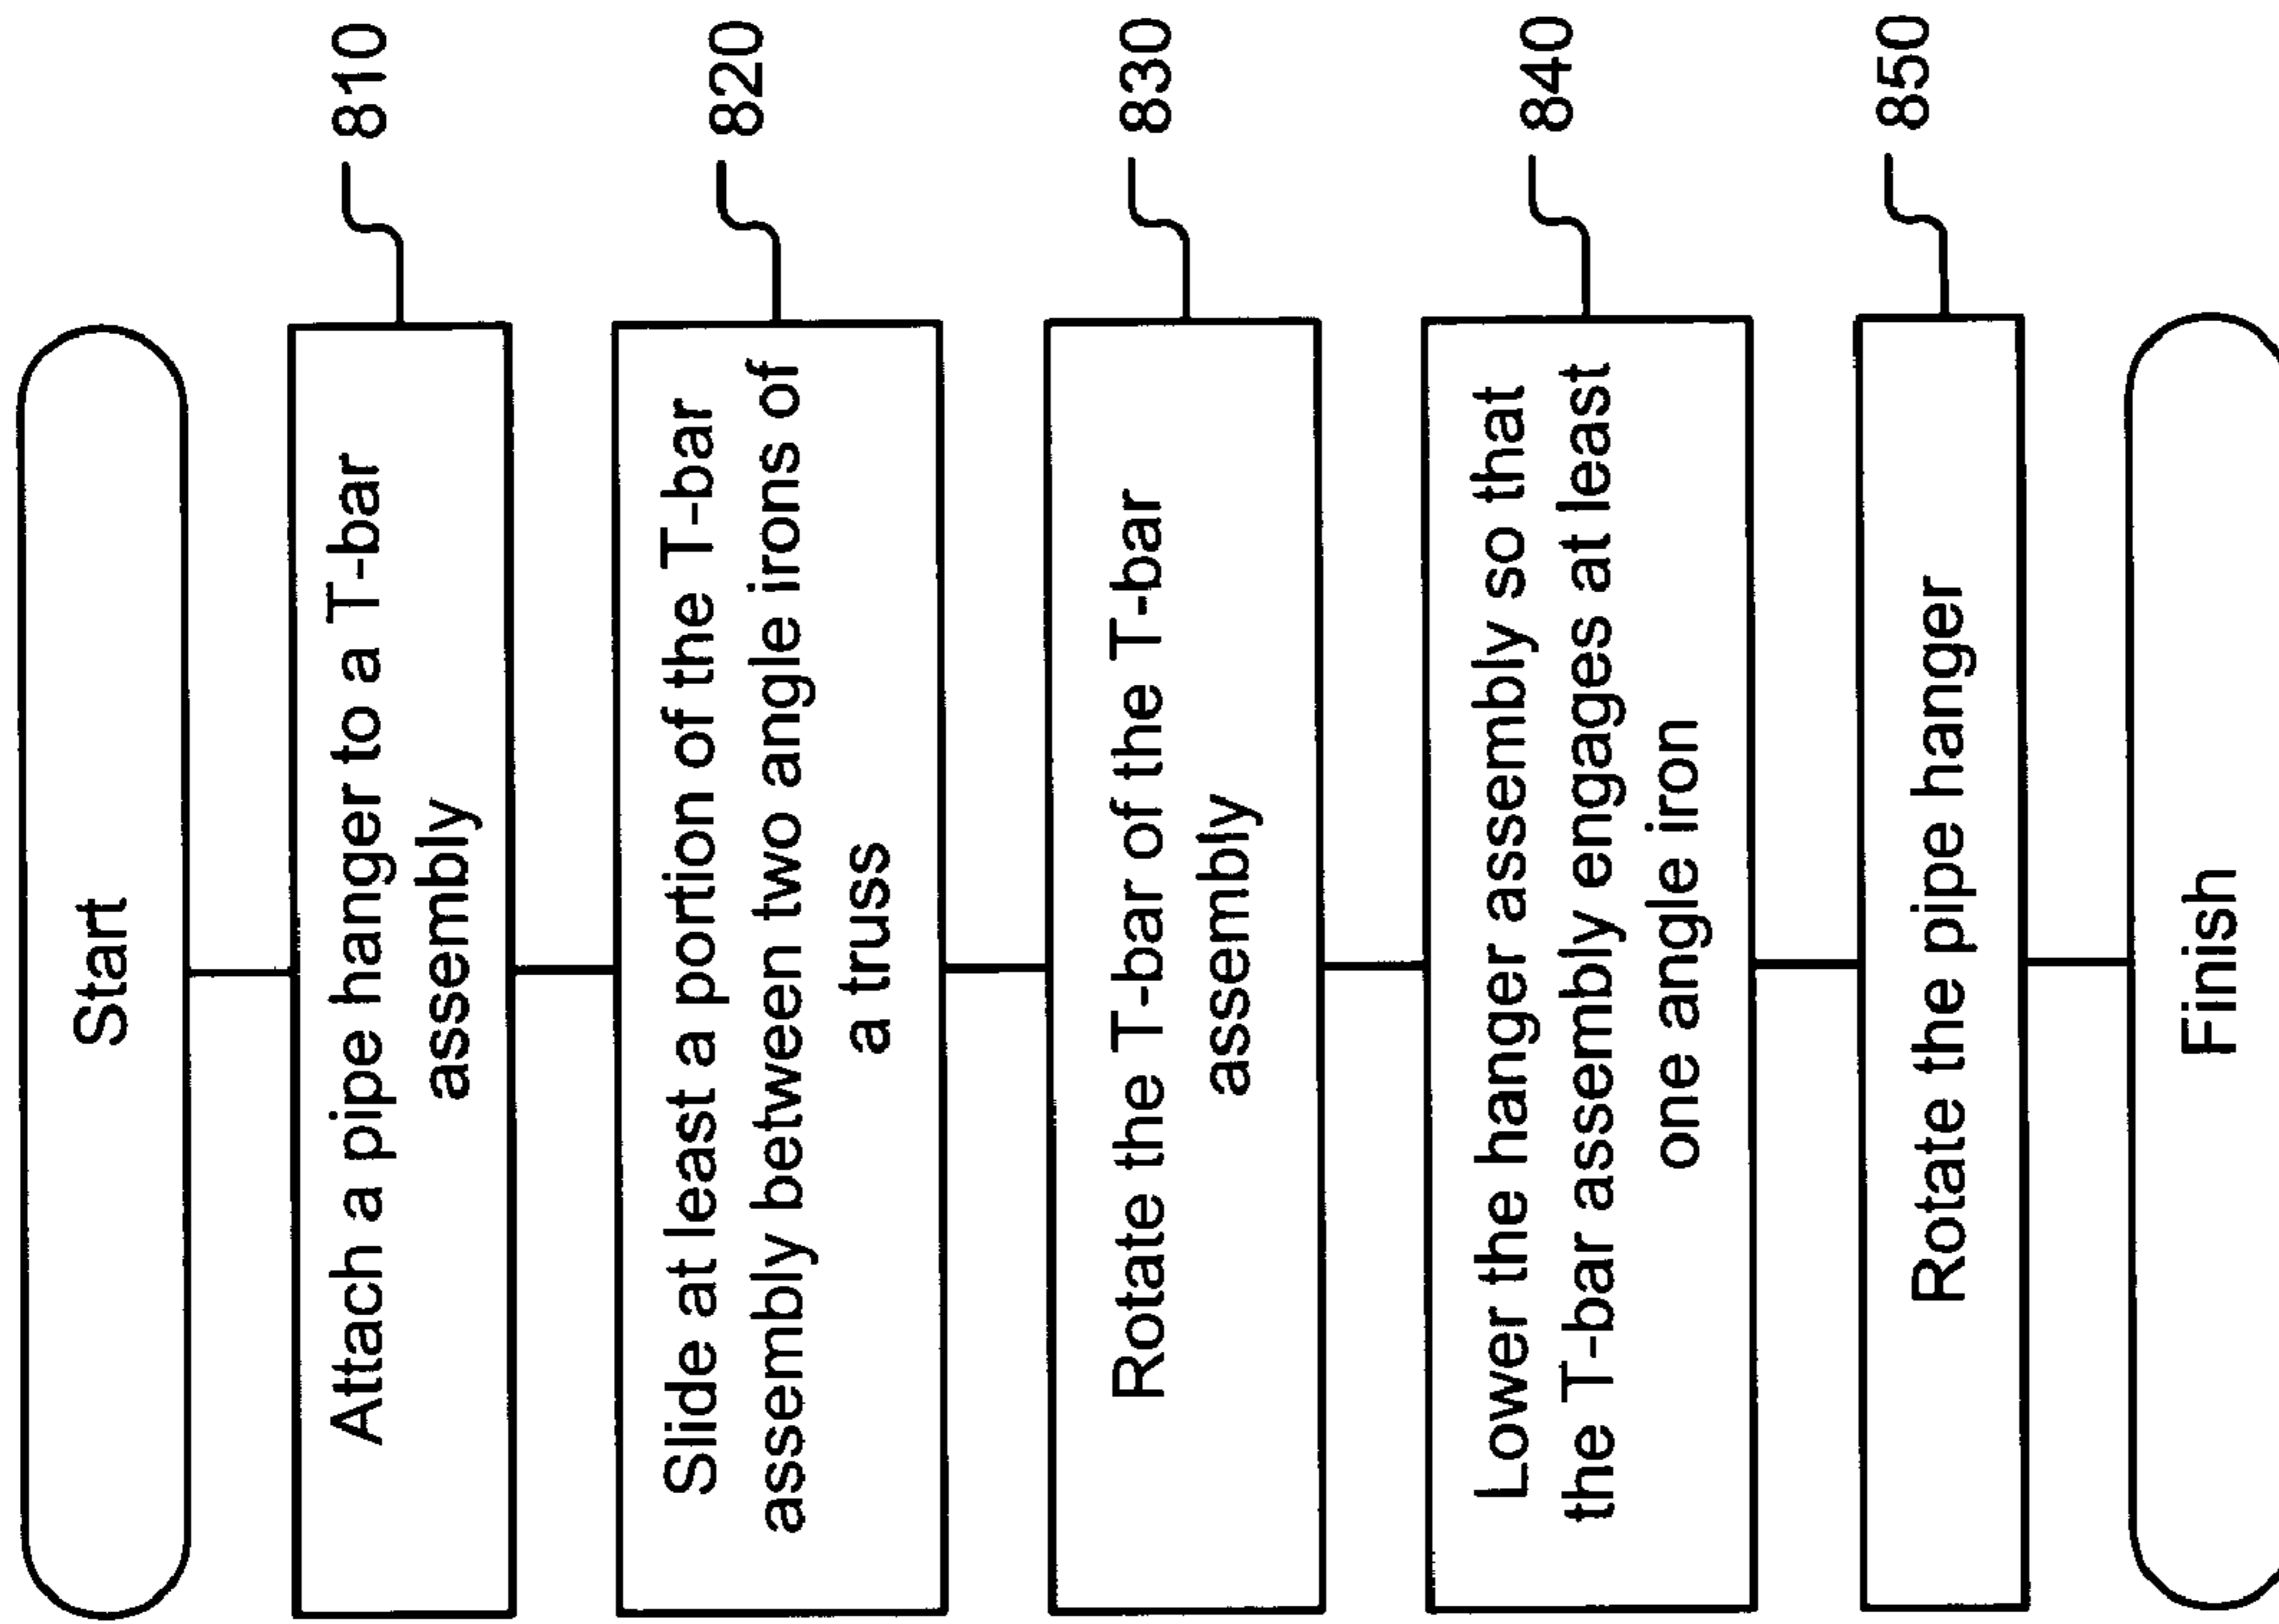 Start
Attach a pipe hanger to a T-bar
assembly
810
Slide at least a portion of the T-bar
assembly between two angle irons of
a truss
820
Rotate the T-bar of the T-bar
assembly
830
Lower the hanger assembly so that
the T-bar assembly engages at least
one angle iron
840
Rotate the pipe hanger
850
Finish